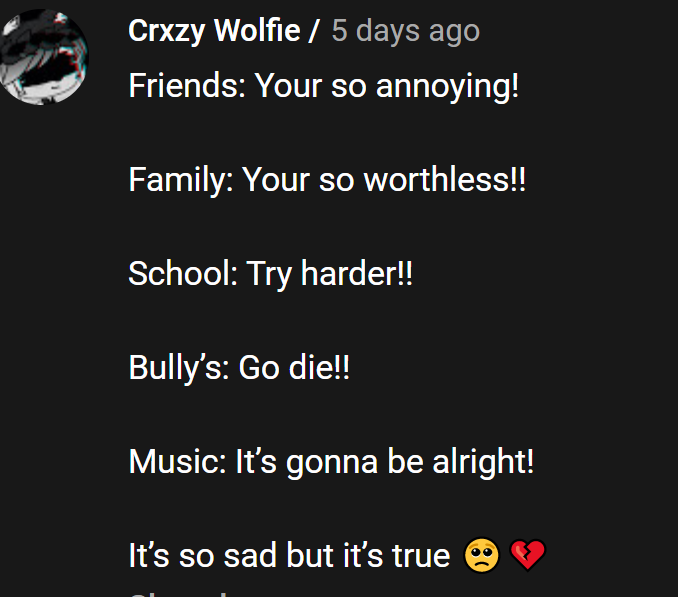 Crxzy Wolfie / 5 days ago
Friends: Your so annoying!
Family: Your so worthless!!
School: Try harder!!
Bully’s: Go die!!
Music: It’s gonna be alright!
It’s so sad but it’s true 🥺 💔